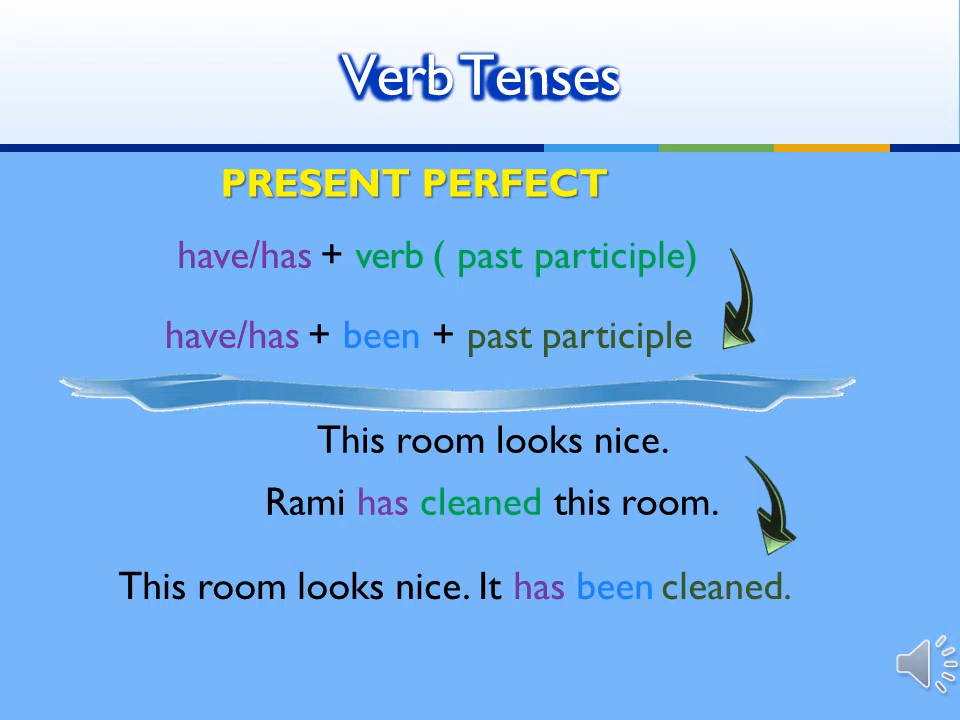 Verb Tenses
PRESENT PERFECT
have/has + verb ( past participle)
have/has + been + past participle
This room looks nice.
Rami has cleaned this room.
This room looks nice. It has been cleaned.